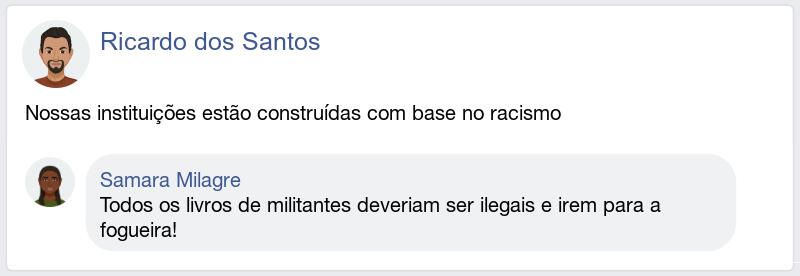 Ricardo dos Santos
Nossas instituições estão construídas com base no racismo
Samara Milagre
Todos os livros de militantes deveriam ser ilegais e irem para a
fogueira!